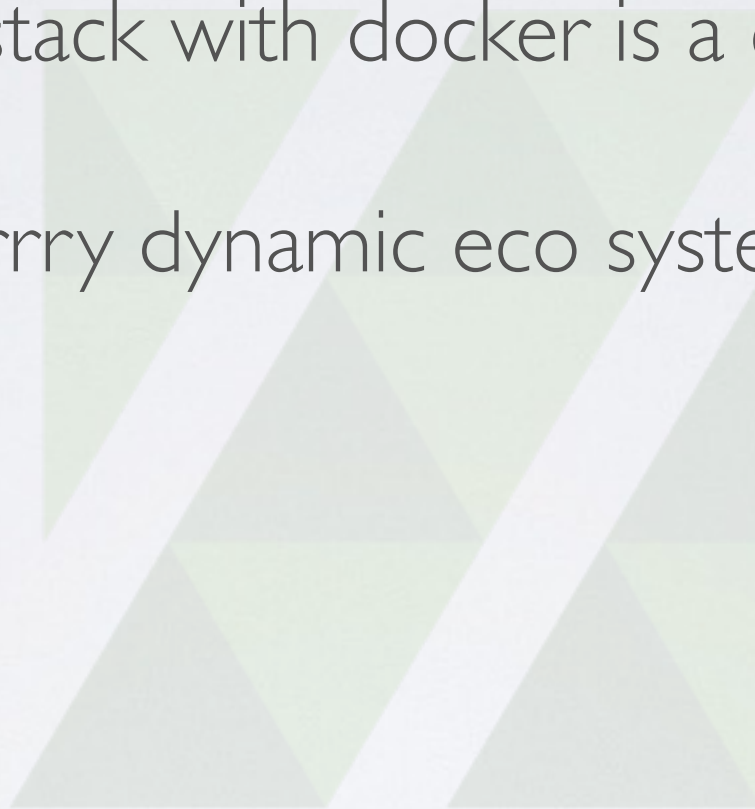 stack with docker is a
rrry dynamic eco syste